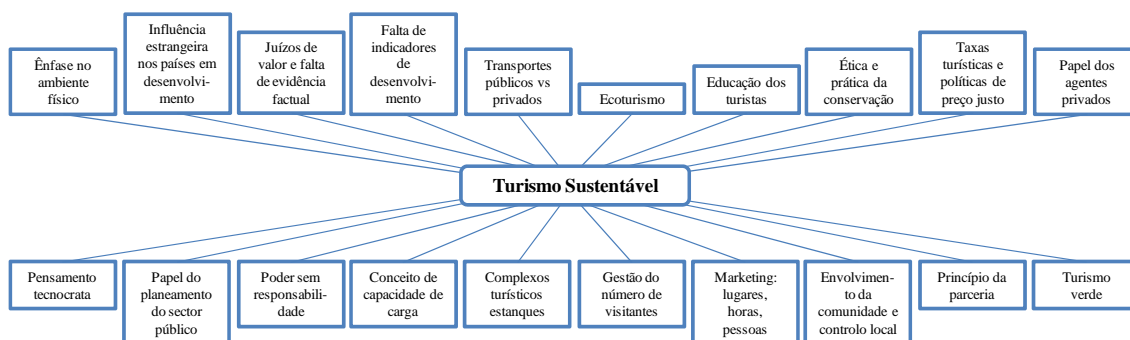 Ênfase no
ambiente
físico
Influência
estrangeira
nos países em
desenvolvi-
mento
Juízos de
valor e falta
de evidência
factual
Falta de
indicadores
de
desenvolvi-
mento
Transportes
públicos vs
privados
Ecoturismo
Educação dos
turistas
Ética e
prática da
conservação
Taxas
turísticas e
políticas de
preço justo
Papel dos
agentes
privados
Turismo Sustentável
Pensamento
tecnocrata
Papel do
planeamento
do sector
público
Poder sem
responsabili-
dade
Conceito de
capacidade de
carga
Complexos
turísticos
estanques
Gestão do
número de
visitantes
Marketing:
lugares,
horas,
pessoas
Envolvimen-
to da
comunidade e
controlo local
Princípio da
parceria
Turismo
verde